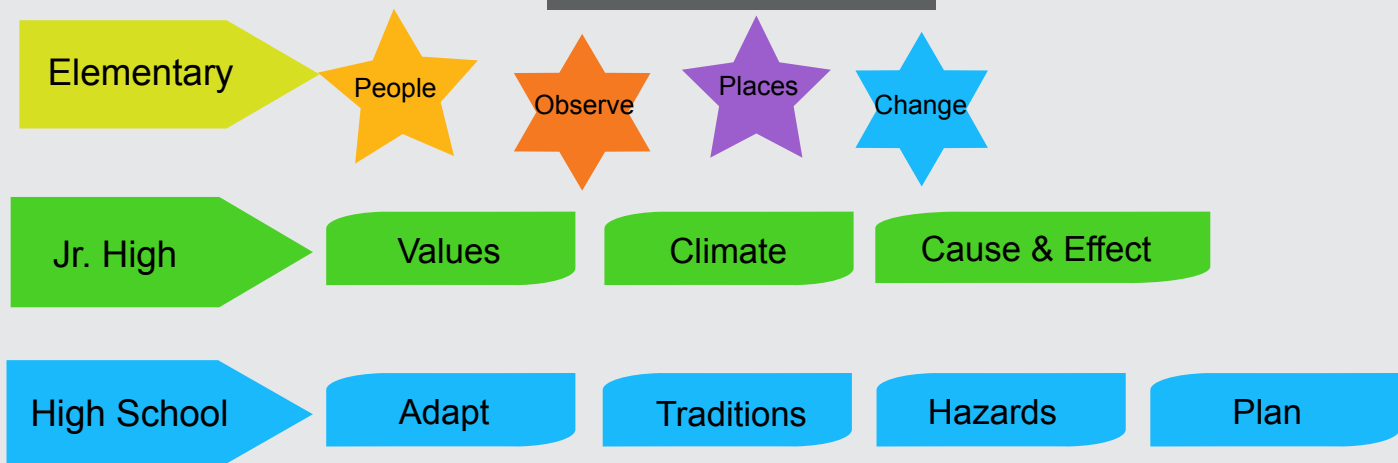 Elementary People Observe Places Change
Jr. High Values Climate Cause & Effect
High School Adapt Traditions Hazards Plan